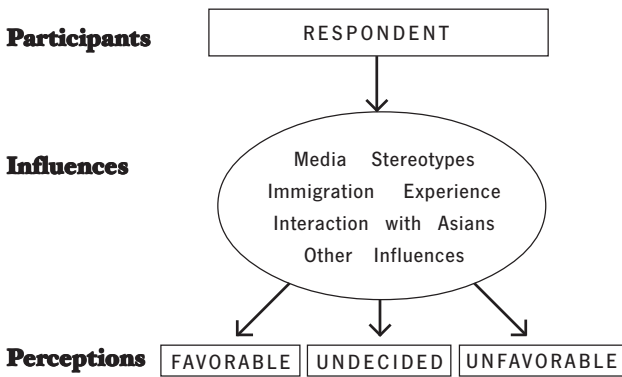 Participants
RESPONDENT
Influences
Media Stereotypes
Immigration Experience
Interaction with Asians
Other Influences
Perceptions
FAVORABLE
UNDECIDED
UNFAVORABLE